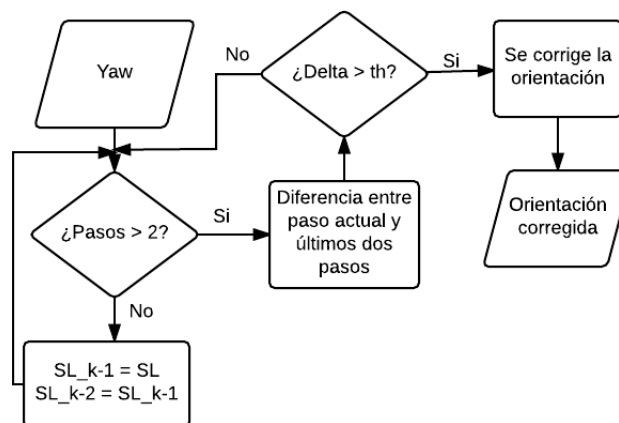 Yaw
¿Pasos > 2?
No
SL_k-1 = SL
SL_k-2 = SL_k-1
Si
Diferencia entre
paso actual y
últimos dos
pasos
¿Delta > th?
No
Si
Se corrige la
orientación
Orientación
corregida